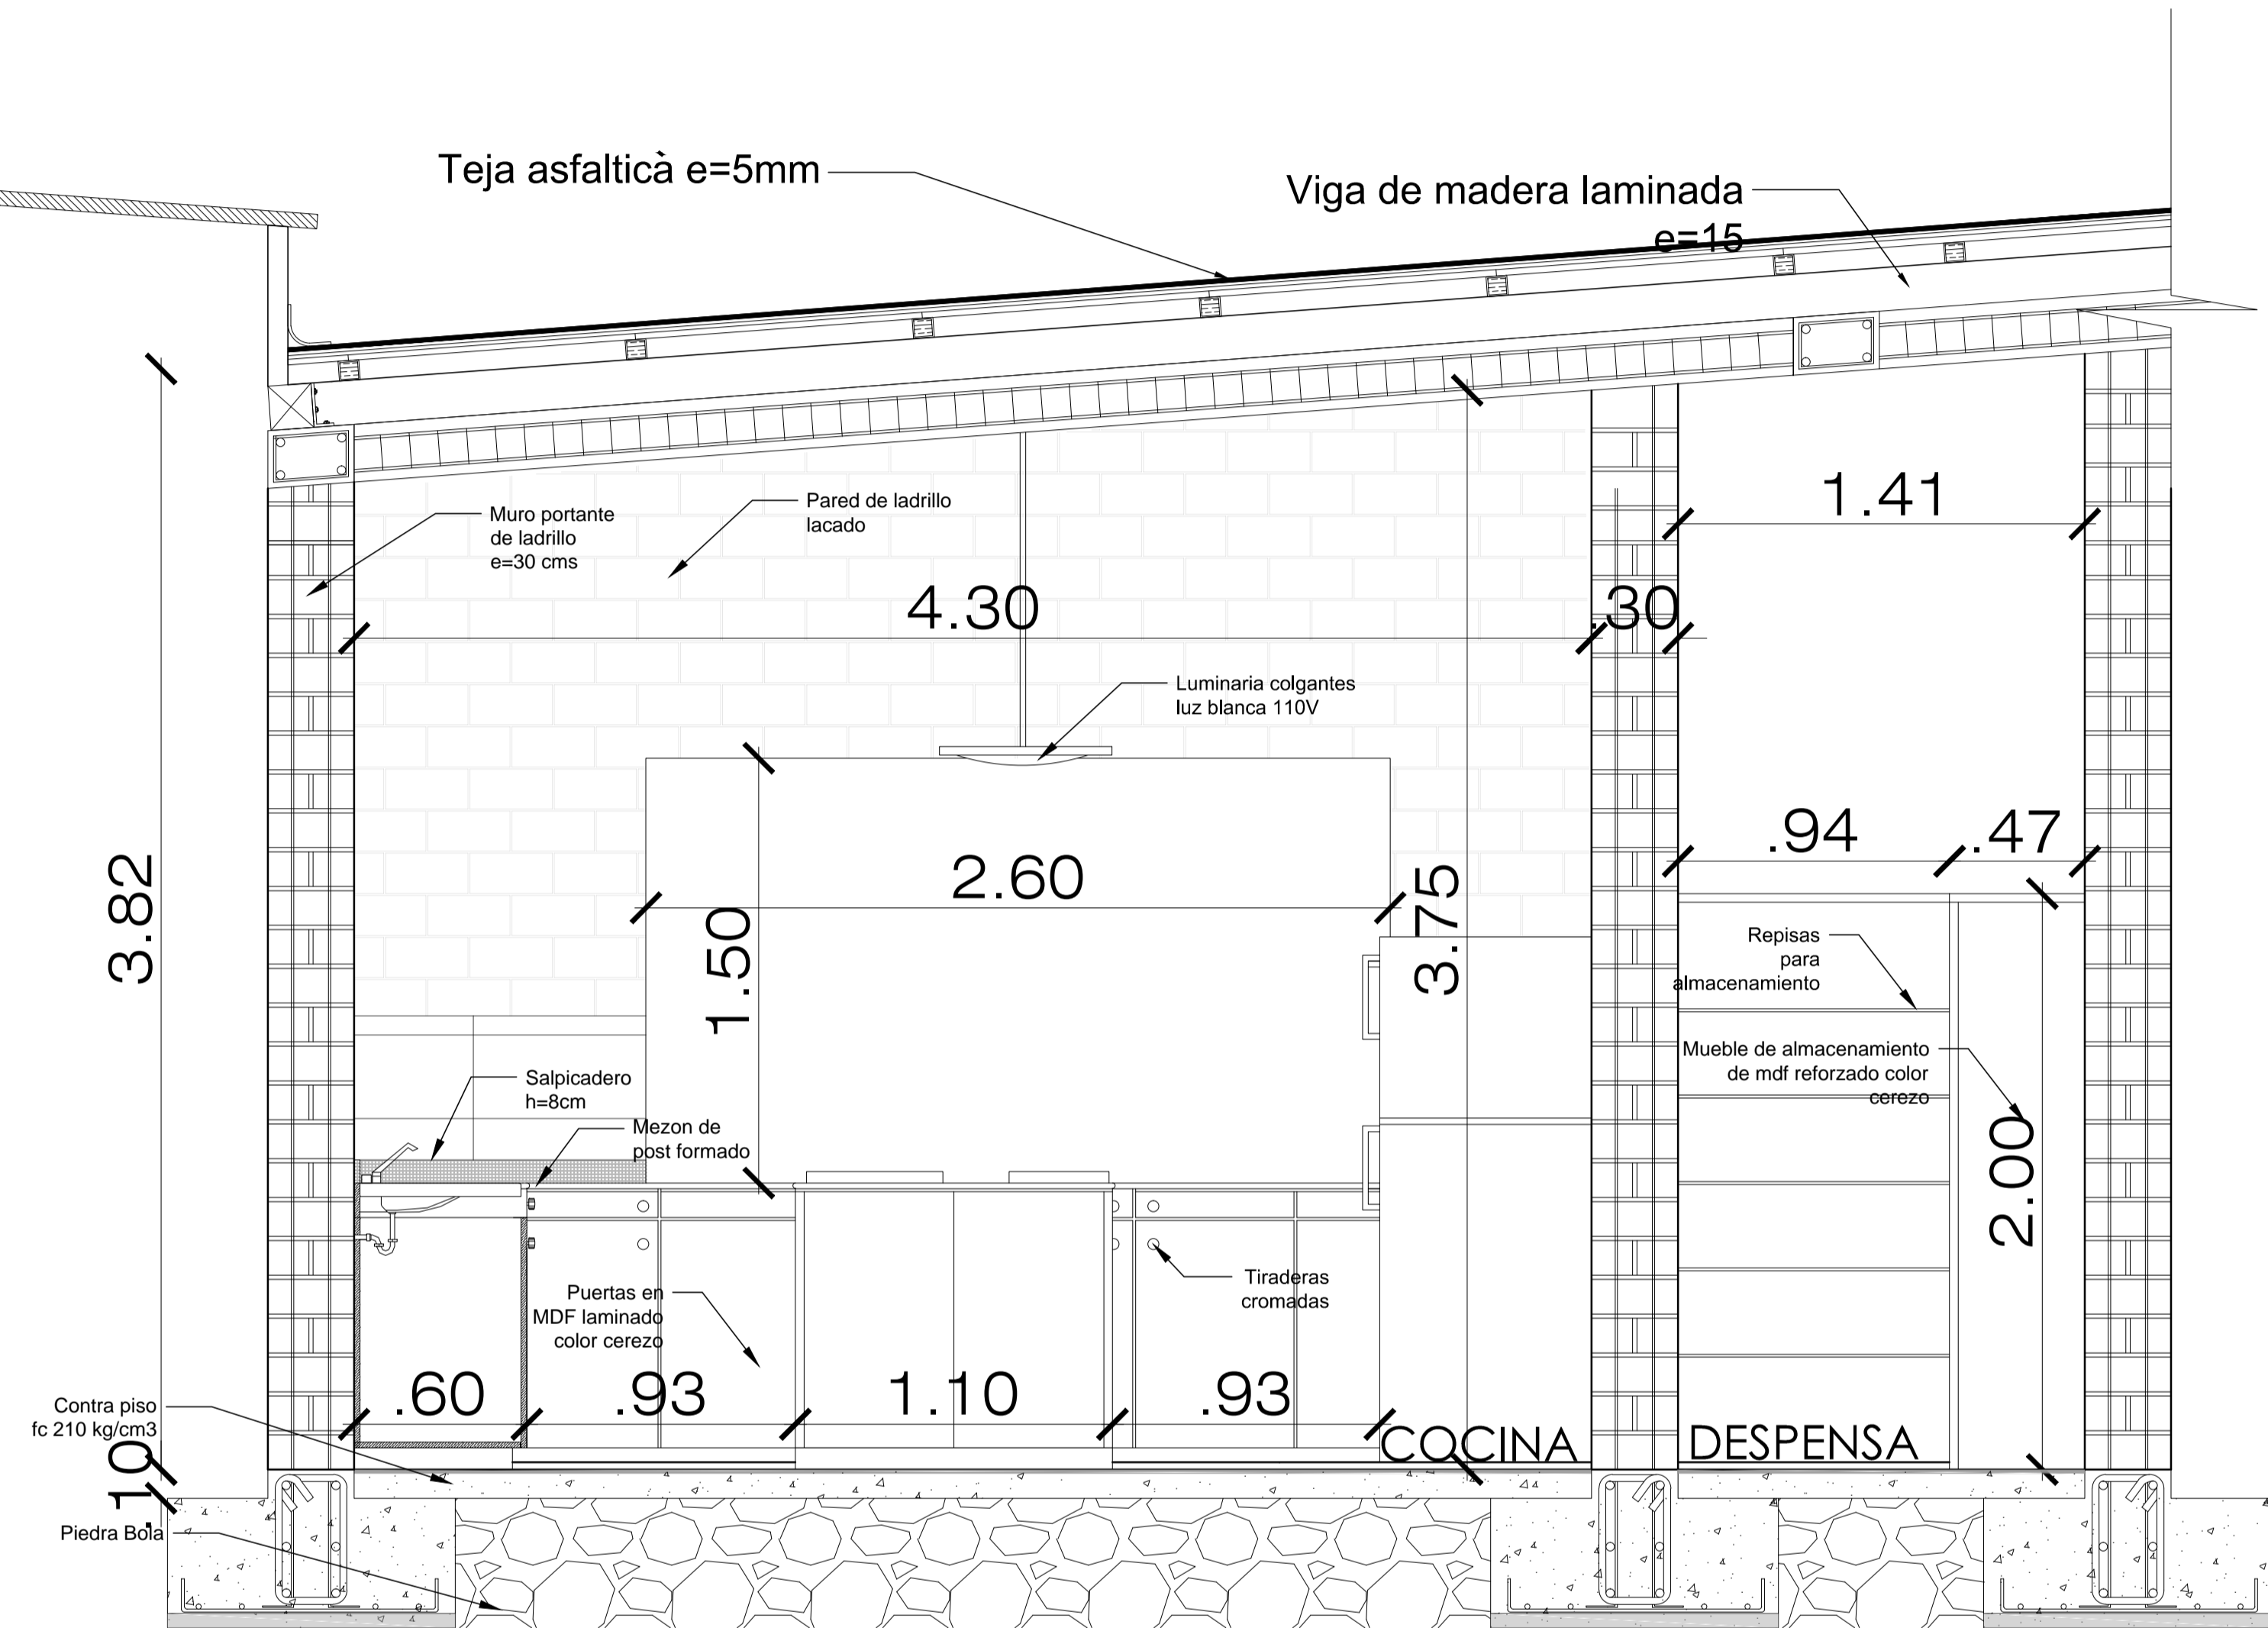 Teja asfalticà e=5mm
Viga de madera laminada
e=15
Muro portante
de ladrillo
e=30 cms
Pared de ladrillo
lacado
1.41
4.30
.30
Luminaria colgantes
luz blanca 110V
3.82
2.60
1.50
3.75
.94
.47
Repisas
para
almacenamiento
Mueble de almacenamiento
de mdf reforzado color
cerezo
2.00
Salpicadero
h=8cm
Mezon de
post formado
Puertas en
MDF laminado
color cerezo
Tiraderas
cromadas
.60
.93
1.10
.93
COCINA
DESPENSA
Contra piso
fc 210 kg/cm3
.10
Piedra Bola